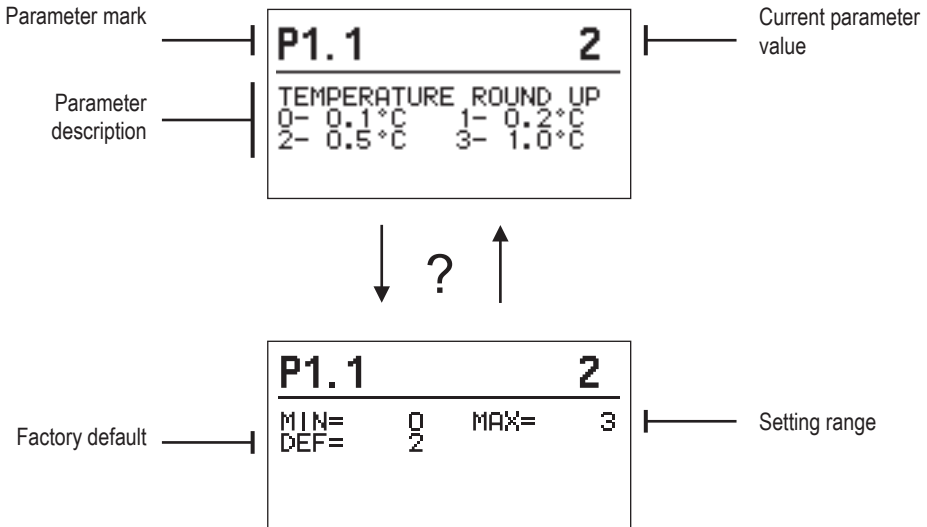 Parameter mark
P1.1 2
Current parameter
value
Parameter
description
TEMPERATURE ROUND UP
0- 0.1°C 1- 0.2°C
2- 0.5°C 3- 1.0°C
?
P1.1 2
Factory default
MIN= 0 MAX= 3
DEF= 2
Setting range